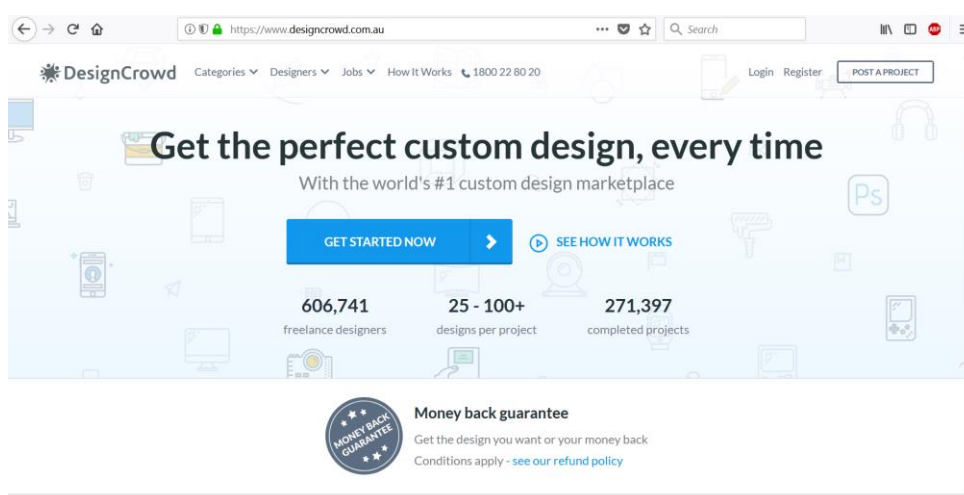 https://www.designcrowd.com.au
Search
ABP
DesignCrowd Categories Designers Jobs How It Works 1800 22 80 20 Login Register POST A PROJECT
Get the perfect custom design, every time
With the world's #1 custom design marketplace
Ps
GET STARTED NOW SEE HOW IT WORKS
606,741 25 - 100+ 271,397
freelance designers designs per project completed projects
MONEY BACK
GUARANTEE
Money back guarantee
Get the design you want or your money back
Conditions apply - see our refund policy